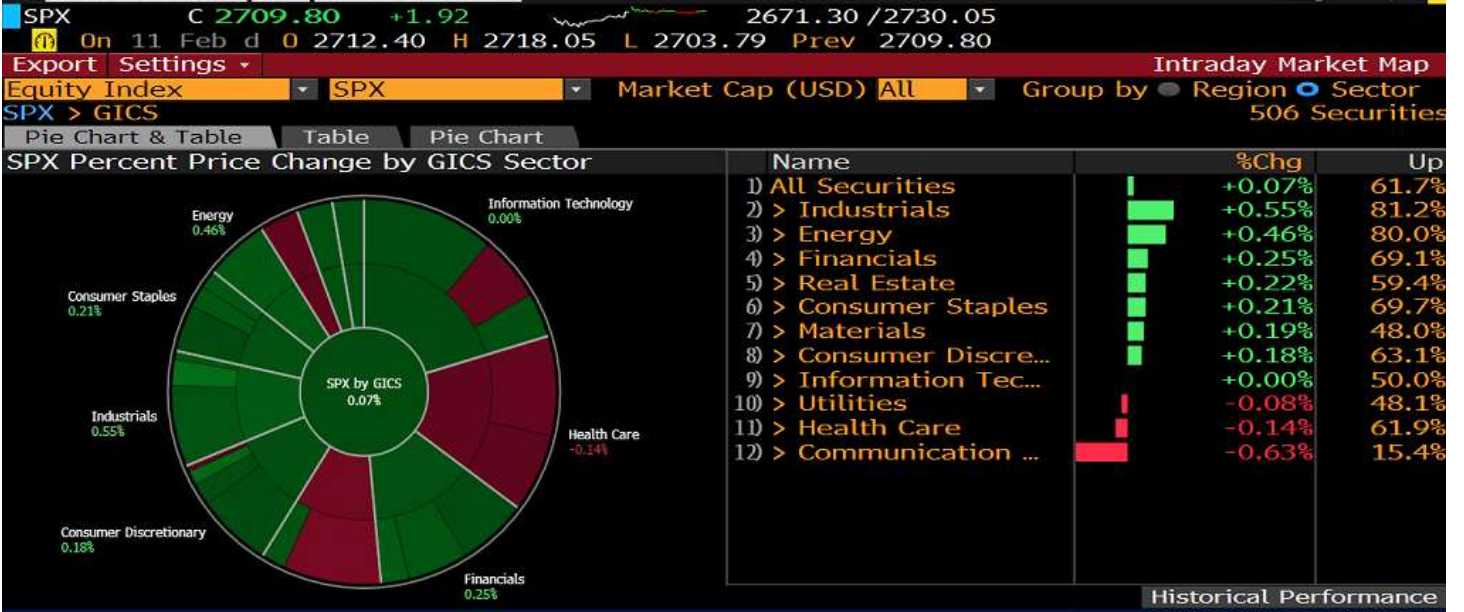 SPX C 2709.80 +1.92 2671.30 /2730.05
On 11 Feb d O 2712.40 H 2718.05 L 2703.79 Prev 2709.80
Export Settings Intraday Market Map
Equity Index SPX Market Cap (USD) All Group by Region Sector
SPX > GICS 506 Securities
Pie Chart & Table Table Pie Chart
SPX Percent Price Change by GICS Sector
Energy
0.46%
Information Technology
0.00%
Consumer Staples
0.21%
SPX by GICS
0.07%
Industrials
0.55%
Health Care
-0.14%
Consumer Discretionary
0.18%
Financials
0.25%
Name %Chg Up
1) All Securities +0.07% 61.7%
2) > Industrials +0.55% 81.2%
3) > Energy +0.46% 80.0%
4) > Financials +0.25% 69.1%
5) > Real Estate +0.22% 59.4%
6) > Consumer Staples +0.21% 69.7%
7) > Materials +0.19% 48.0%
8) > Consumer Discre... +0.18% 63.1%
9) > Information Tec... +0.00% 50.0%
10) > Utilities -0.08% 48.1%
11) > Health Care -0.14% 61.9%
12) > Communication ... -0.63% 15.4%
Historical Performance